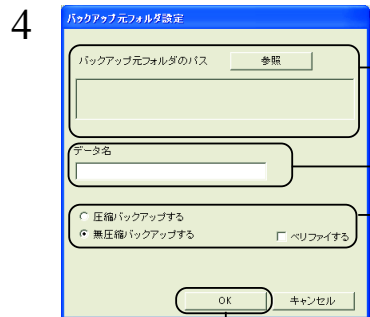 4
バックアップ元フォルダ設定
バックアップ元フォルダのパス 参照
データ名
圧縮バックアップする
無圧縮バックアップする ベリファイする
OK キャンセル